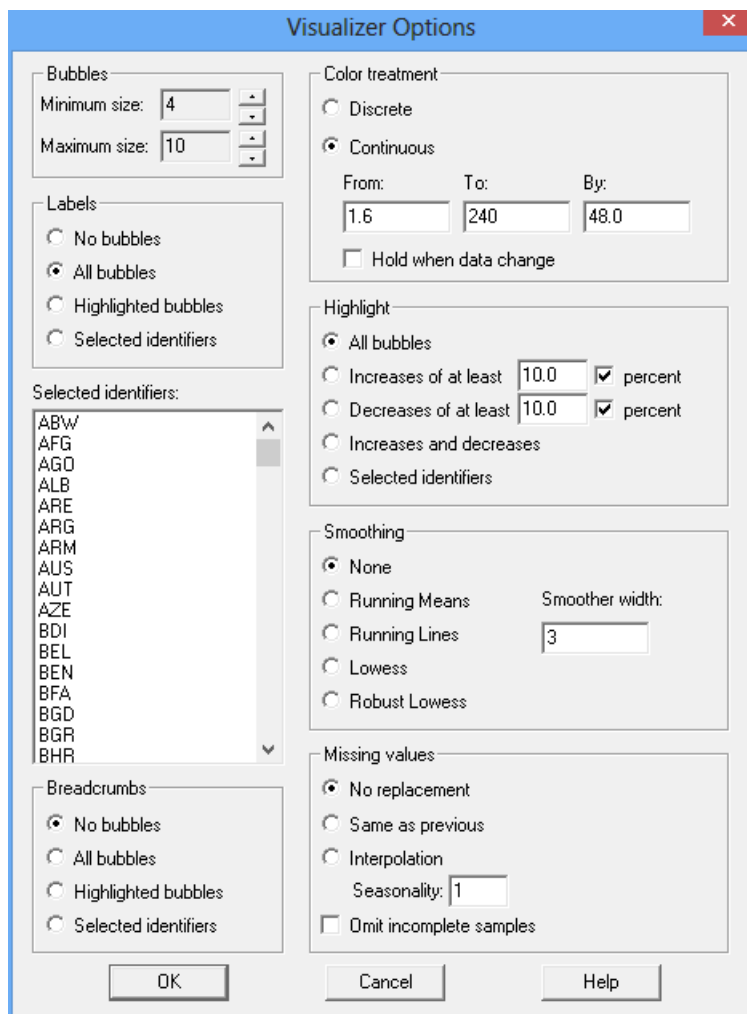 Visualizer Options
Bubbles
Minimum size: 4
Maximum size: 10
Labels
No bubbles
All bubbles
Highlighted bubbles
Selected identifiers
Selected identifiers:
ABW
AFG
AGO
ALB
ARE
ARG
ARM
AUS
AUT
AZE
BDI
BEL
BEN
BFA
BGD
BGR
BHR
Breadcrumbs
No bubbles
All bubbles
Highlighted bubbles
Selected identifiers
Color treatment
Discrete
Continuous
From: To: By:
1.6 240 48.0
Hold when data change
Highlight
All bubbles
Increases of at least 10.0 percent
Decreases of at least 10.0 percent
Increases and decreases
Selected identifiers
Smoothing
None
Running Means Smoother width:
Running Lines 3
Lowess
Robust Lowess
Missing values
No replacement
Same as previous
Interpolation
Seasonality: 1
Omit incomplete samples
OK Cancel Help